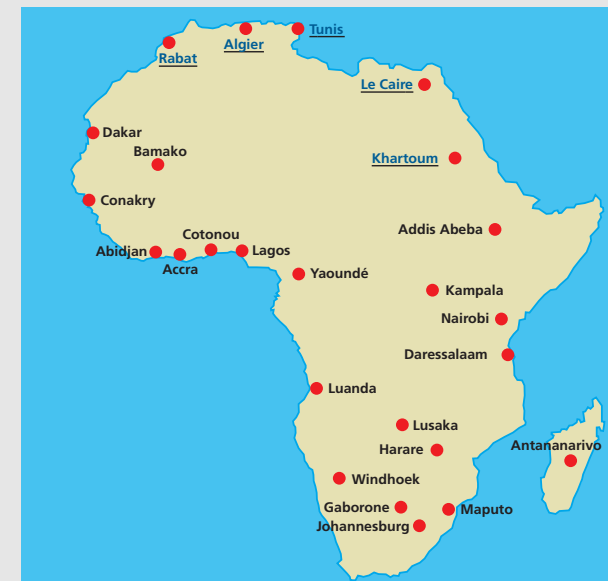 Tunis
Algier
Rabat
Le Caire
Dakar
Bamako
Khartoum
Conakry
Addis Abeba
Cotonou
Abidjan
Lagos
Accra
Yaoundé
Kampala
Nairobi
Daressalaam
Luanda
Lusaka
Antananarivo
Harare
Windhoek
Gaborone
Maputo
Johannesburg